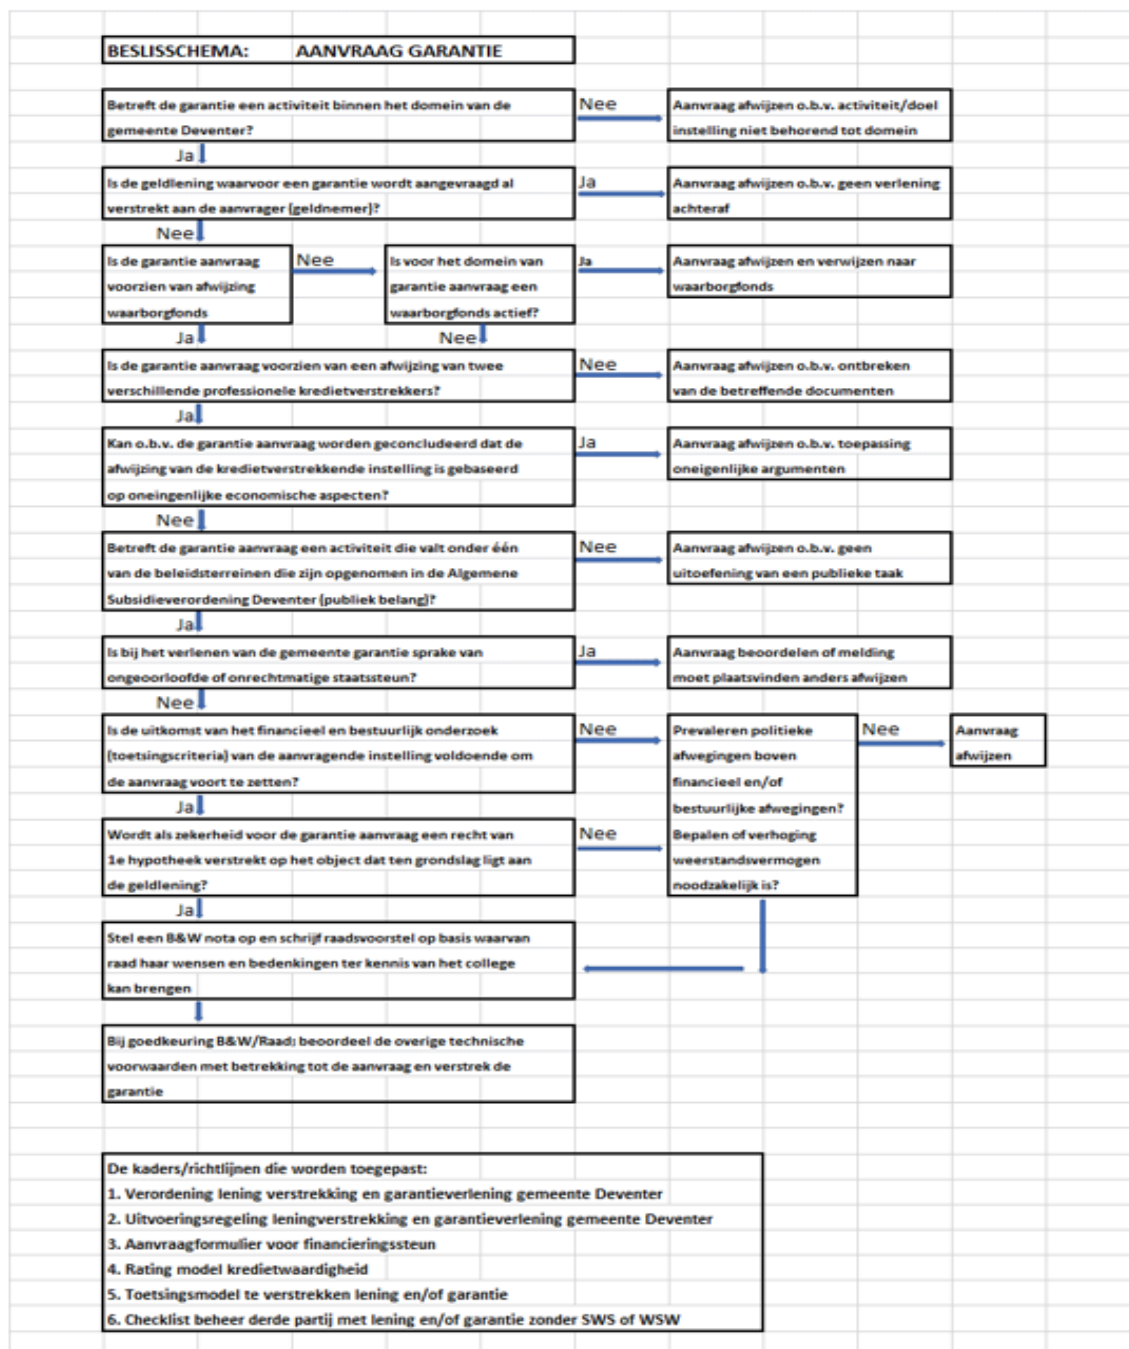 BESLISSCHEMA: AANVRAAG GARANTIE
Betreft de garantie een activiteit binnen het domein van de
gemeente Deventer?
Nee
Aanvraag afwijzen o.b.v. activiteit/doel
instelling niet behorend tot domein
Ja
Is de geldlening waarvoor een garantie wordt aangevraagd al
verstrekt aan de aanvrager (geldnemer)?
Ja
Aanvraag afwijzen o.b.v. geen verlening
achteraf
Nee
Is de garantie aanvraag
voorzien van afwijzing
waarborgfonds
Nee
Is voor het domein van
garantie aanvraag een
waarborgfonds actief?
Ja
Aanvraag afwijzen en verwijzen naar
waarborgfonds
Ja
Nee
Is de garantie aanvraag voorzien van een afwijzing van twee
verschillende professionele kredietverstrekkers?
Nee
Aanvraag afwijzen o.b.v. ontbreken
van de betreffende documenten
Ja
Kan o.b.v. de garantie aanvraag worden geconcludeerd dat de
afwijzing van de kredietverstrekkende instelling is gebaseerd
op oneingenlijke economische aspecten?
Ja
Aanvraag afwijzen o.b.v. toepassing
oneigenlijke argumenten
Nee
Betreft de garantie aanvraag een activiteit die valt onder één
van de beleidsterreinen die zijn opgenomen in de Algemene
Subsidieverordening Deventer (publiek belang)?
Nee
Aanvraag afwijzen o.b.v. geen
uitoefening van een publieke taak
Ja
Is bij het verlenen van de gemeente garantie sprake van
ongeoorloofde of onrechtmatige staatssteun?
Ja
Aanvraag beoordelen of melding
moet plaatsvinden anders afwijzen
Nee
Is de uitkomst van het financieel en bestuurlijk onderzoek
(toetsingscriteria) van de aanvragende instelling voldoende om
de aanvraag voort te zetten?
Nee
Prevaleren politieke
afwegingen boven
financieel en/of
bestuurlijke afwegingen?
Bepalen of verhoging
weerstandsvermogen
noodzakelijk is?
Nee
Aanvraag
afwijzen
Ja
Wordt als zekerheid voor de garantie aanvraag een recht van
1e hypotheek verstrekt op het object dat ten grondslag ligt aan
de geldlening?
Nee
Ja
Stel een B&W nota op en schrijf raadsvoorstel op basis waarvan
raad haar wensen en bedenkingen ter kennis van het college
kan brengen
Bij goedkeuring B&W/Raad; beoordeel de overige technische
voorwaarden met betrekking tot de aanvraag en verstrek de
garantie
De kaders/richtlijnen die worden toegepast:
1. Verordening lening verstrekking en garantieverlening gemeente Deventer
2. Uitvoeringsregeling leningverstrekking en garantieverlening gemeente Deventer
3. Aanvraagformulier voor financieringssteun
4. Rating model kredietwaardigheid
5. Toetsingsmodel te verstrekken lening en/of garantie
6. Checklist beheer derde partij met lening en/of garantie zonder SWS of WSW